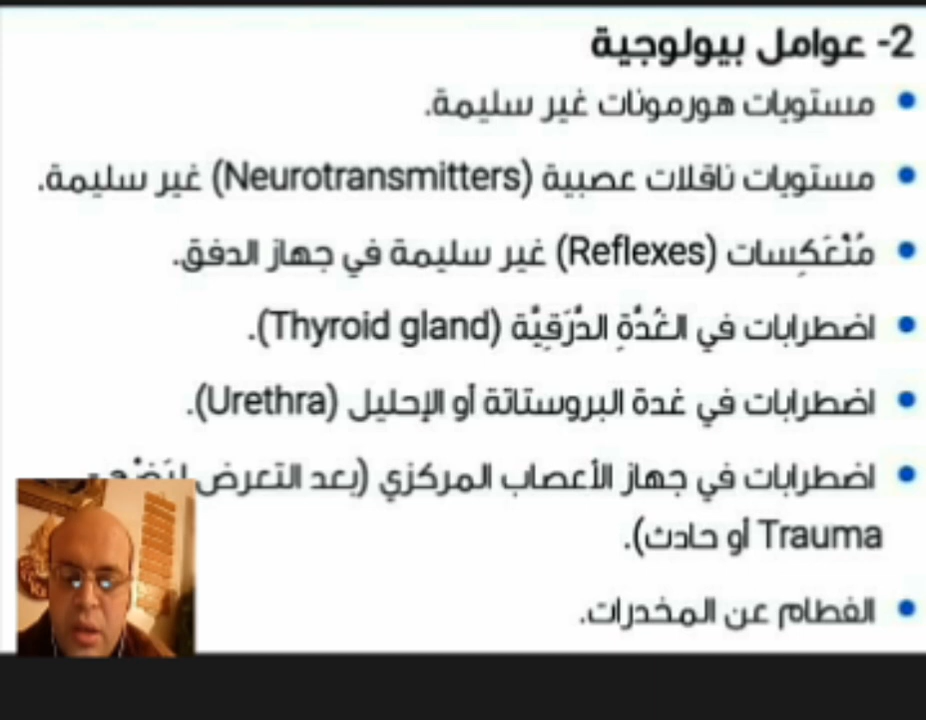 2- عوامل بيولوجية
• مستويات هورمونات غير سليمة.
• مستويات ناقلات عصبية (Neurotransmitters) غير سليمة.
• مُنْعَكِسات (Reflexes) غير سليمة في جهاز الدفق.
• اضطرابات في الغُدَّةِ الدَّرَقِيَّة (Thyroid gland).
• اضطرابات في غدة البروستاتة أو الإحليل (Urethra).
• اضطرابات في جهاز الأعصاب المركزي (بعد التعرض
Trauma أو حادث).
• الفطام عن المخدرات.